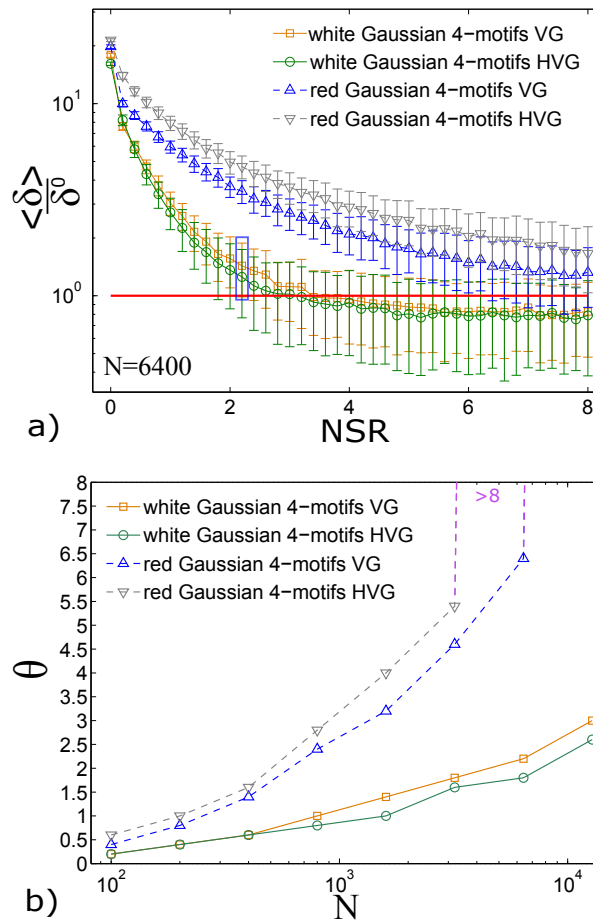 white Gaussian 4−motifs VG
white Gaussian 4−motifs HVG
red Gaussian 4−motifs VG
red Gaussian 4−motifs HVG
10¹
10⁰
<δ>
δ⁰
N=6400
0 2 4 6 8
NSR
a)
8
7.5
7
6.5
6
5.5
5
4.5
4
3.5
3
2.5
2
1.5
1
0.5
0
θ
>8
white Gaussian 4−motifs VG
white Gaussian 4−motifs HVG
red Gaussian 4−motifs VG
red Gaussian 4−motifs HVG
10² 10³ 10⁴
N
b)